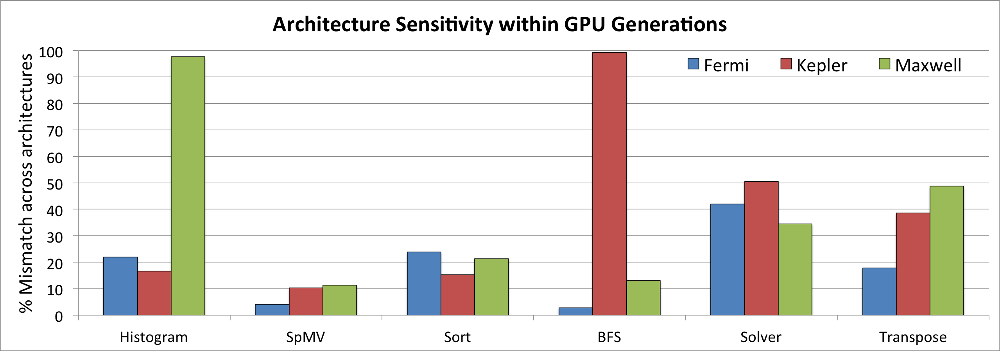 Architecture Sensitivity within GPU Generations
% Mismatch across architectures
100
90
80
70
60
50
40
30
20
10
0
Fermi Kepler Maxwell
Histogram SpMV Sort BFS Solver Transpose